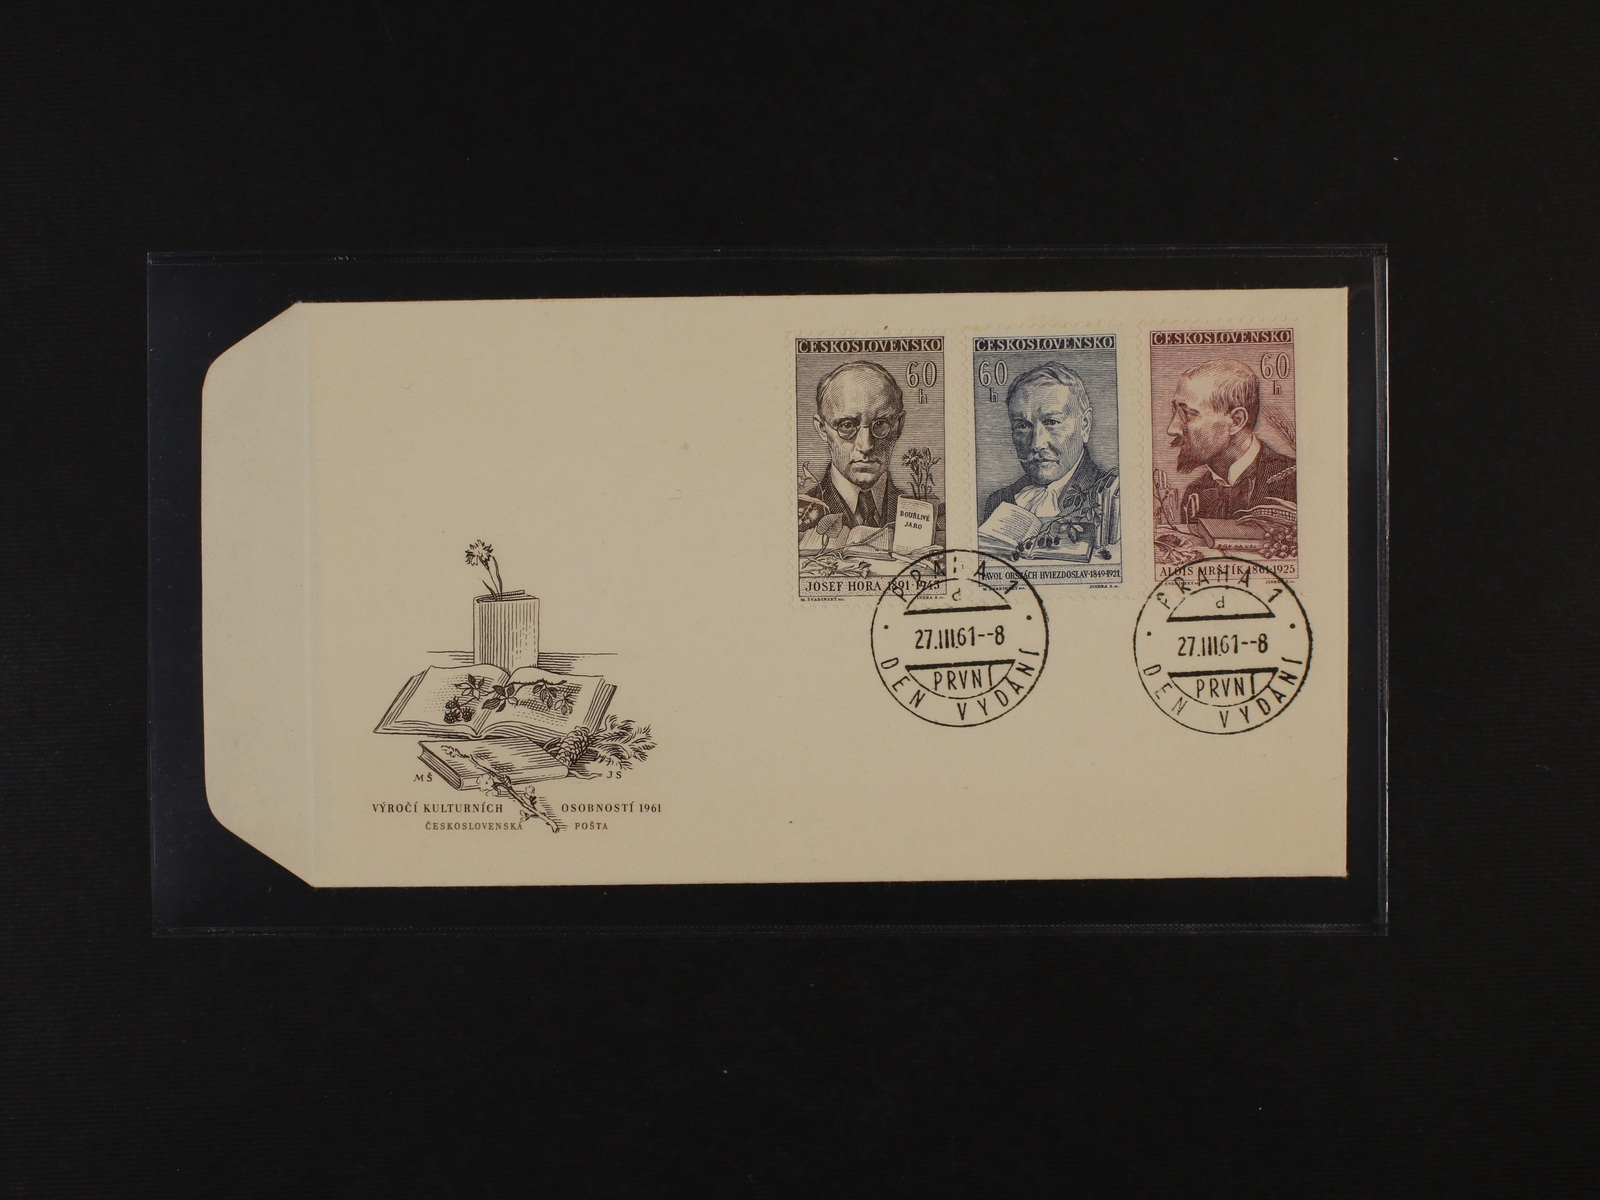 ČESKOSLOVENSKO
60
h
BOUŘLIVÉ
JARO
JOSEF HORA 1891-1945
M. ŠVABINSKÝ
JINDRA S.
ČESKOSLOVENSKO
60
h
PAVOL ORSZÁGH HVIEZDOSLAV·1849·1921
ČESKOSLOVENSKO
60
h
ALOIS MRŠTÍK 1861-1925
PRAHA 1
d
27.III.61--8
PRVNÍ
DEN VYDÁNÍ
PRAHA 1
d
27.III.61--8
PRVNÍ
DEN VYDÁNÍ
MŠ JS
VÝROČÍ KULTURNÍCH OSOBNOSTÍ 1961
ČESKOSLOVENSKÁ POŠTA